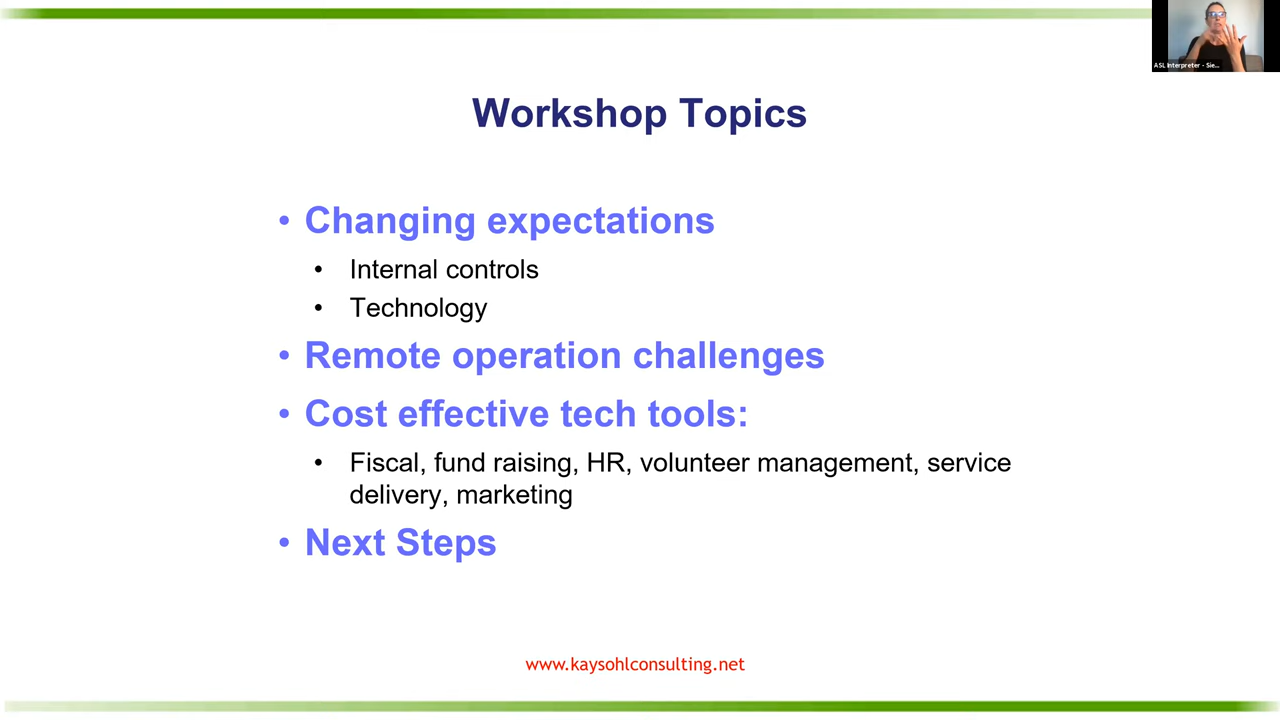 ASL Interpreter - Sie...
Workshop Topics
• Changing expectations
• Internal controls
• Technology
• Remote operation challenges
• Cost effective tech tools:
• Fiscal, fund raising, HR, volunteer management, service
delivery, marketing
• Next Steps
www.kaysohlconsulting.net